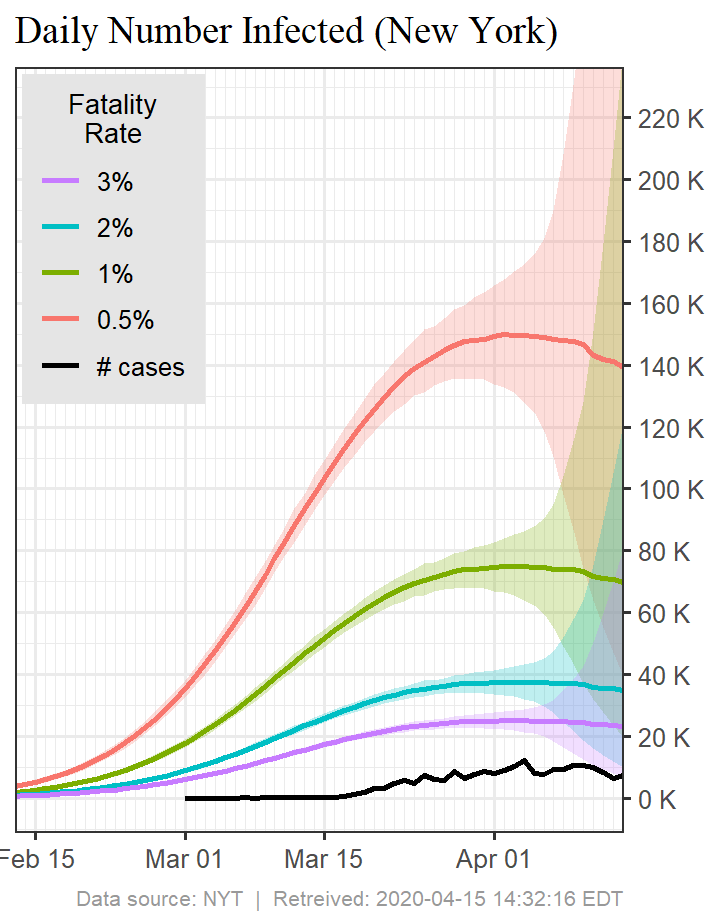 Daily Number Infected (New York)
Fatality
Rate
3%
2%
1%
0.5%
# cases
220 K
200 K
180 K
160 K
140 K
120 K
100 K
80 K
60 K
40 K
20 K
0 K
Feb 15 Mar 01 Mar 15 Apr 01
Data source: NYT | Retreived: 2020-04-15 14:32:16 EDT